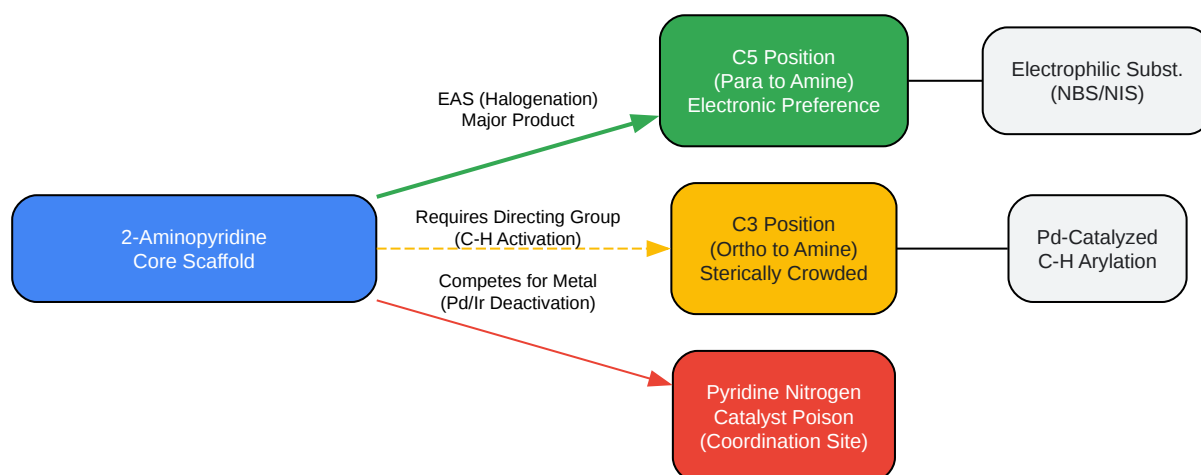 C5 Position
(Para to Amine)
Electronic Preference
Electrophilic Subst.
(NBS/NIS)
EAS (Halogenation)
Major Product
2-Aminopyridine
Core Scaffold
Requires Directing Group
(C-H Activation)
C3 Position
(Ortho to Amine)
Sterically Crowded
Pd-Catalyzed
C-H Arylation
Competes for Metal
(Pd/Ir Deactivation)
Pyridine Nitrogen
Catalyst Poison
(Coordination Site)